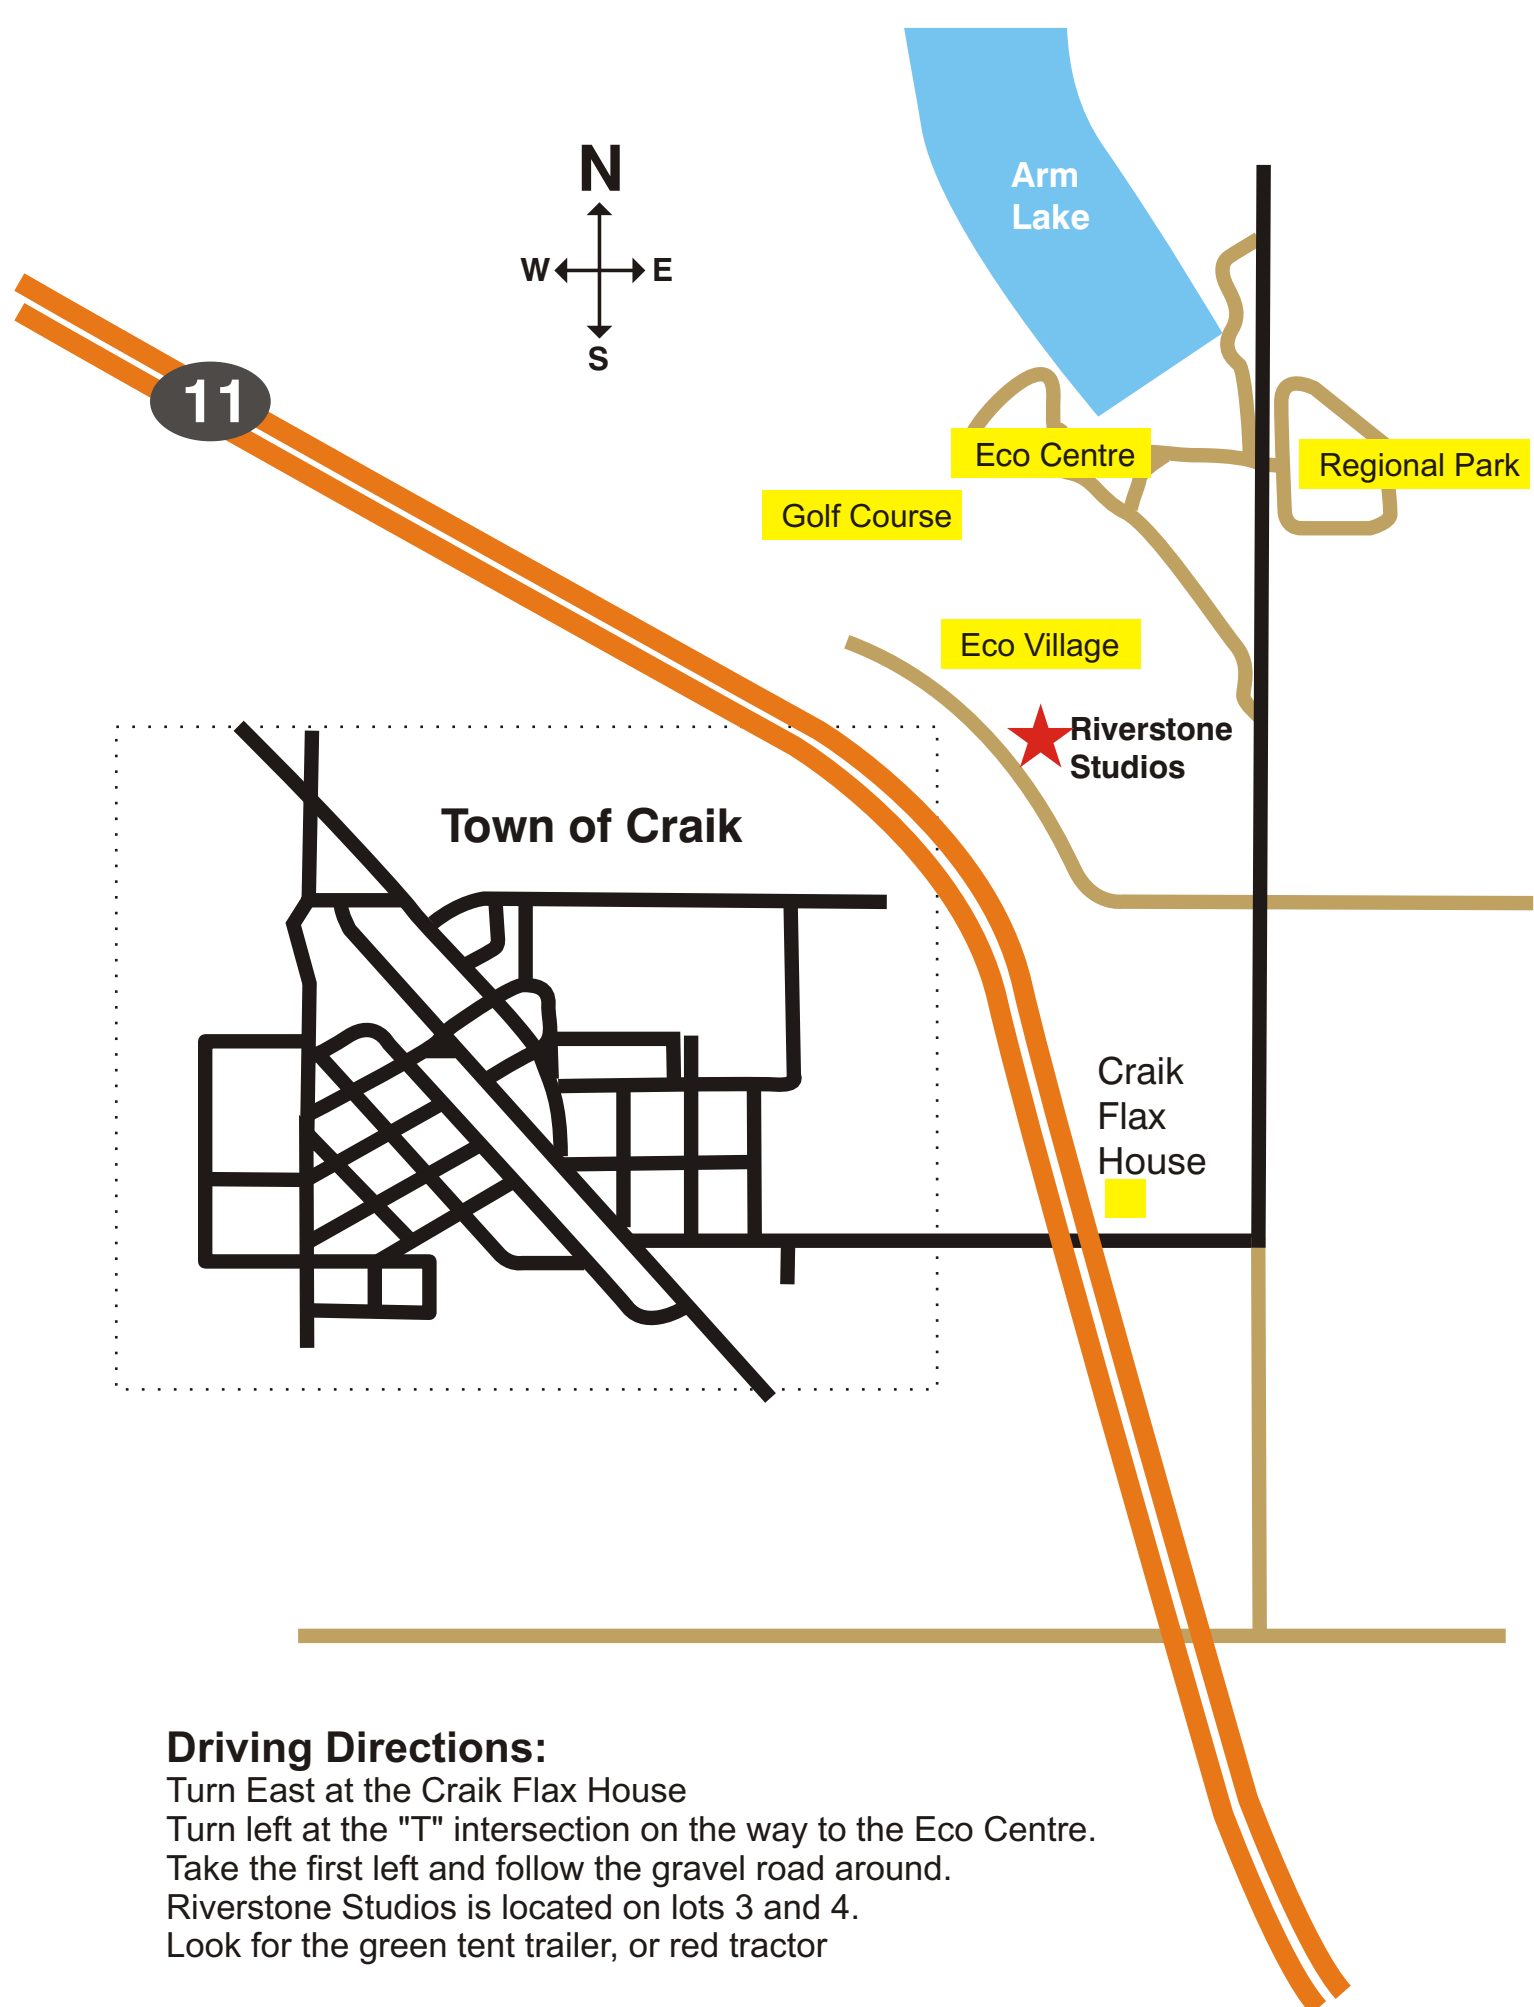 N
Arm
Lake
W
E
S
11
Eco Centre
Regional Park
Golf Course
Eco Village
Riverstone
Studios
Town of Craik
Craik
Flax
House
Driving Directions:
Turn East at the Craik Flax House
Turn left at the "T" intersection on the way to the Eco Centre.
Take the first left and follow the gravel road around.
Riverstone Studios is located on lots 3 and 4.
Look for the green tent trailer, or red tractor